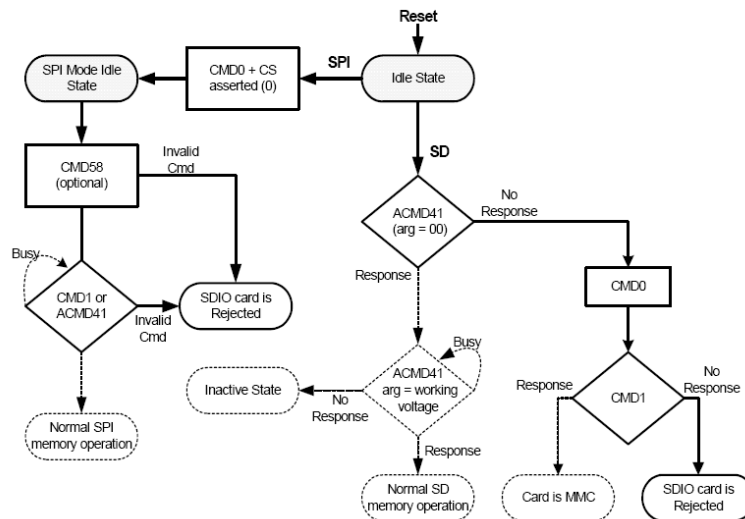 Reset
SPI Mode Idle
State
CMD0 + CS
asserted (0)
SPI
Idle State
SD
CMD58
(optional)
Invalid
Cmd
ACMD41
(arg = 00)
No
Response
Busy
Response
CMD0
CMD1 or
ACMD41
Invalid
Cmd
SDIO card is
Rejected
Busy
Inactive State
No
Response
ACMD41
arg = working
voltage
Response
CMD1
No
Response
Normal SPI
memory operation
Response
Normal SD
memory operation
Card is MMC
SDIO card is
Rejected